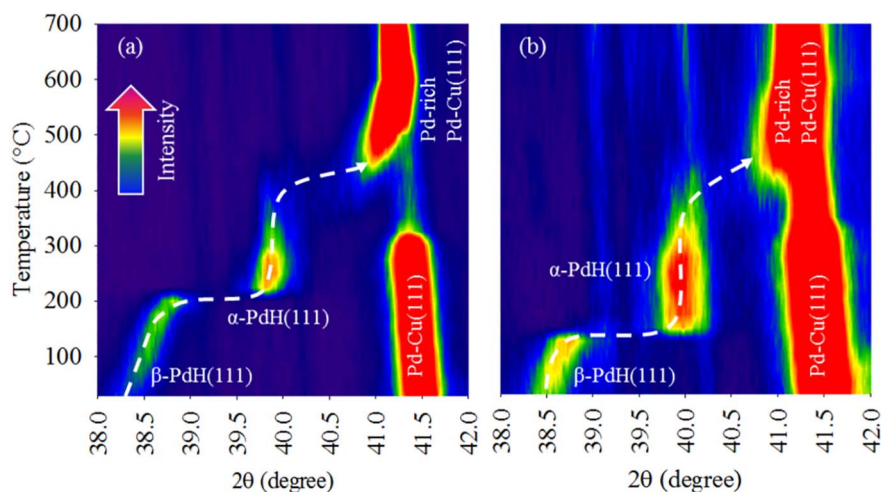 (a)
(b)
700
600
500
400
300
200
100
Temperature (°C)
Intensity
Pd-rich
Pd-Cu(111)
α-PdH(111)
β-PdH(111)
Pd-Cu(111)
38.0
38.5
39.0
39.5
40.0
40.5
41.0
41.5
42.0
2θ (degree)
Pd-rich
Pd-Cu(111)
α-PdH(111)
β-PdH(111)
Pd-Cu(111)
38.0
38.5
39.0
39.5
40.0
40.5
41.0
41.5
42.0
2θ (degree)